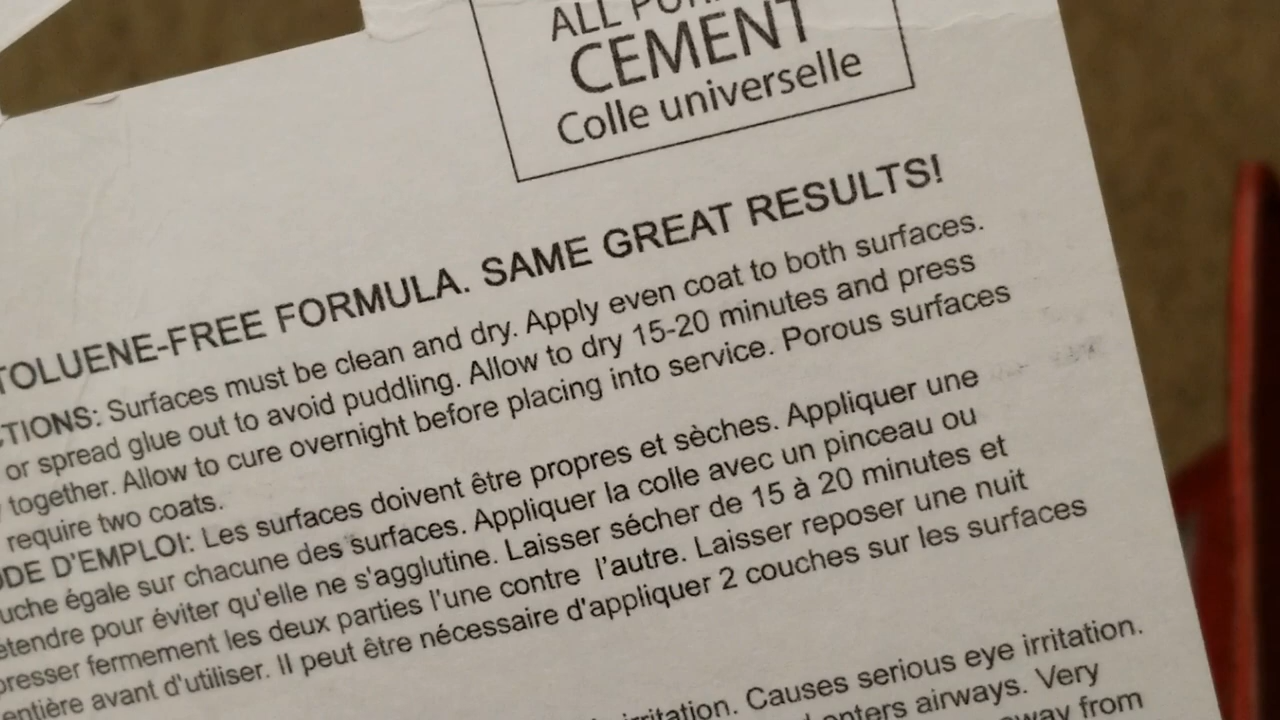 ALL
CEMENT
Colle universelle
TOLUENE-FREE FORMULA. SAME GREAT RESULTS!
CTIONS: Surfaces must be clean and dry. Apply even coat to both surfaces.
or spread glue out to avoid puddling. Allow to dry 15-20 minutes and press
together. Allow to cure overnight before placing into service. Porous surfaces
require two coats.
ODE D'EMPLOI: Les surfaces doivent être propres et sèches. Appliquer une
uche égale sur chacune des surfaces. Appliquer la colle avec un pinceau ou
étendre pour éviter qu'elle ne s'agglutine. Laisser sécher de 15 à 20 minutes et
presser fermement les deux parties l'une contre l'autre. Laisser reposer une nuit
entière avant d'utiliser. Il peut être nécessaire d'appliquer 2 couches sur les surfaces
irritation. Causes serious eye irritation.
enters airways. Very
away from